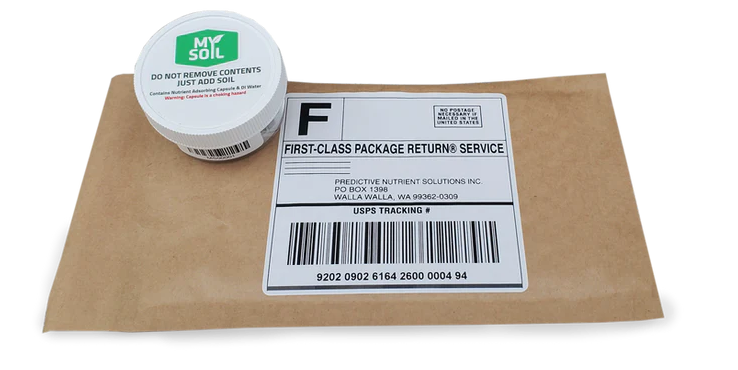 MY
SOIL
DO NOT REMOVE CONTENTS
JUST ADD SOIL
Contains Nutrient Adsorbing Capsule & DI Water
Warning: Capsule is a choking hazard
F
NO POSTAGE
NECESSARY IF
MAILED IN THE
UNITED STATES
FIRST-CLASS PACKAGE RETURN® SERVICE
PREDICTIVE NUTRIENT SOLUTIONS INC.
PO BOX 1398
WALLA WALLA, WA 99362-0309
USPS TRACKING #
9202 0902 6164 2600 0004 94